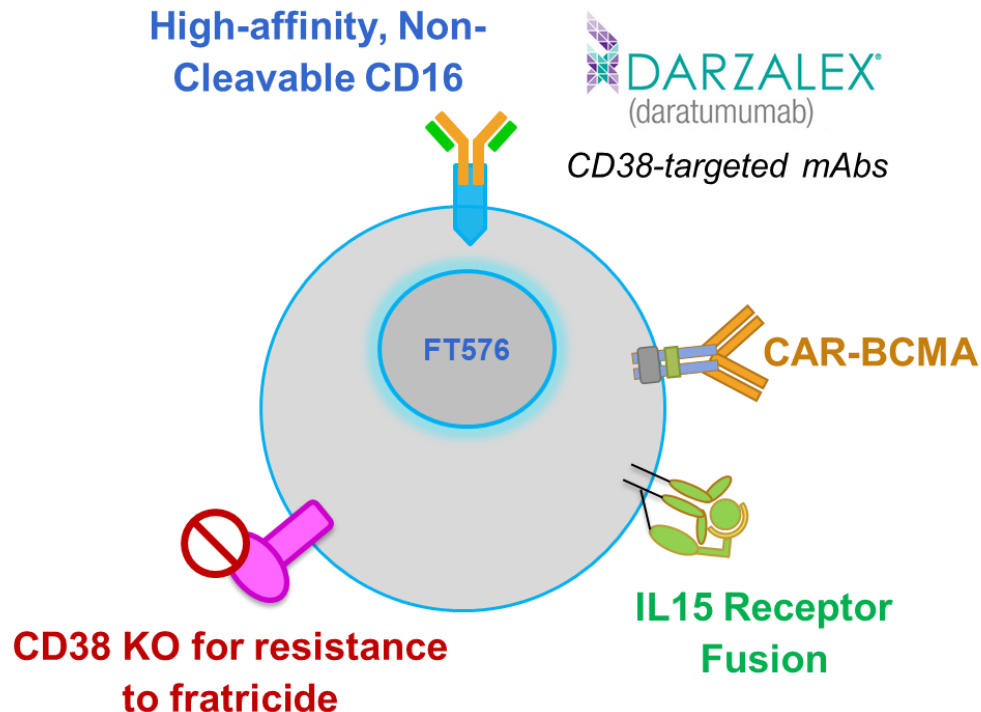 High-affinity, Non-
Cleavable CD16
DARZALEX®
(daratumumab)
CD38-targeted mAbs
FT576
CAR-BCMA
IL15 Receptor
Fusion
CD38 KO for resistance
to fratricide